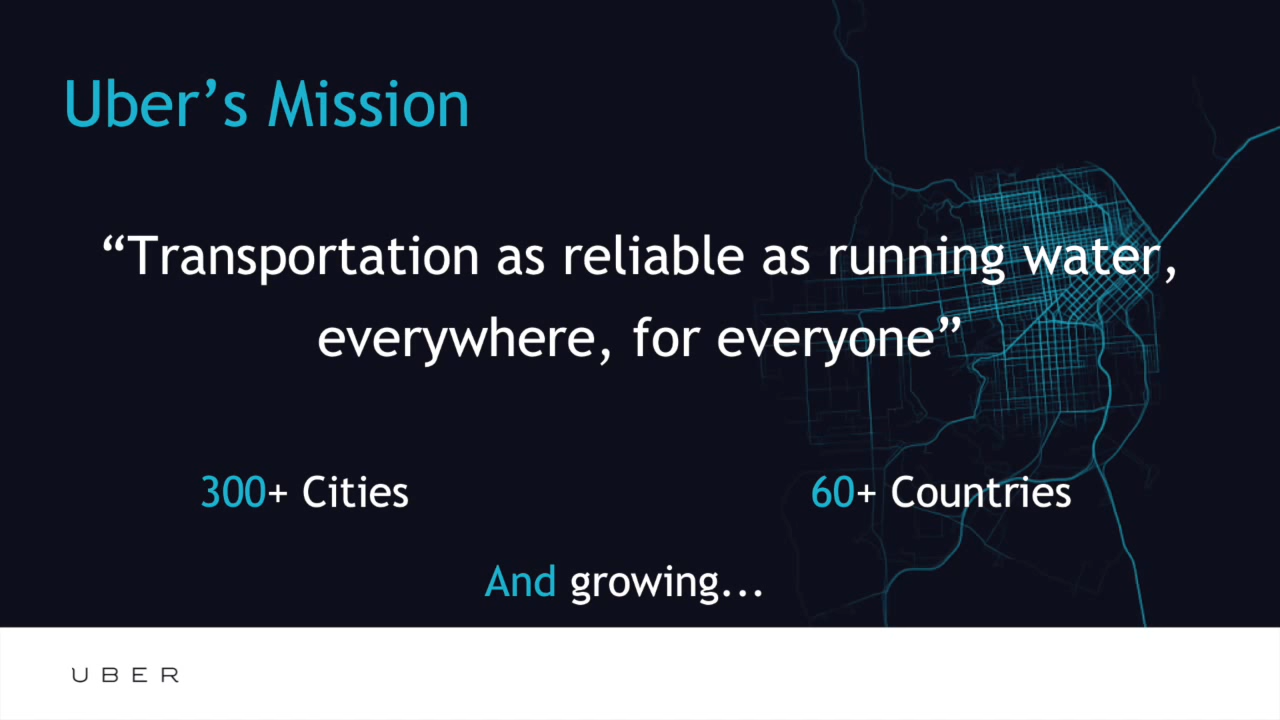 Uber’s Mission
“Transportation as reliable as running water,
everywhere, for everyone”
300+ Cities
60+ Countries
And growing...
UBER